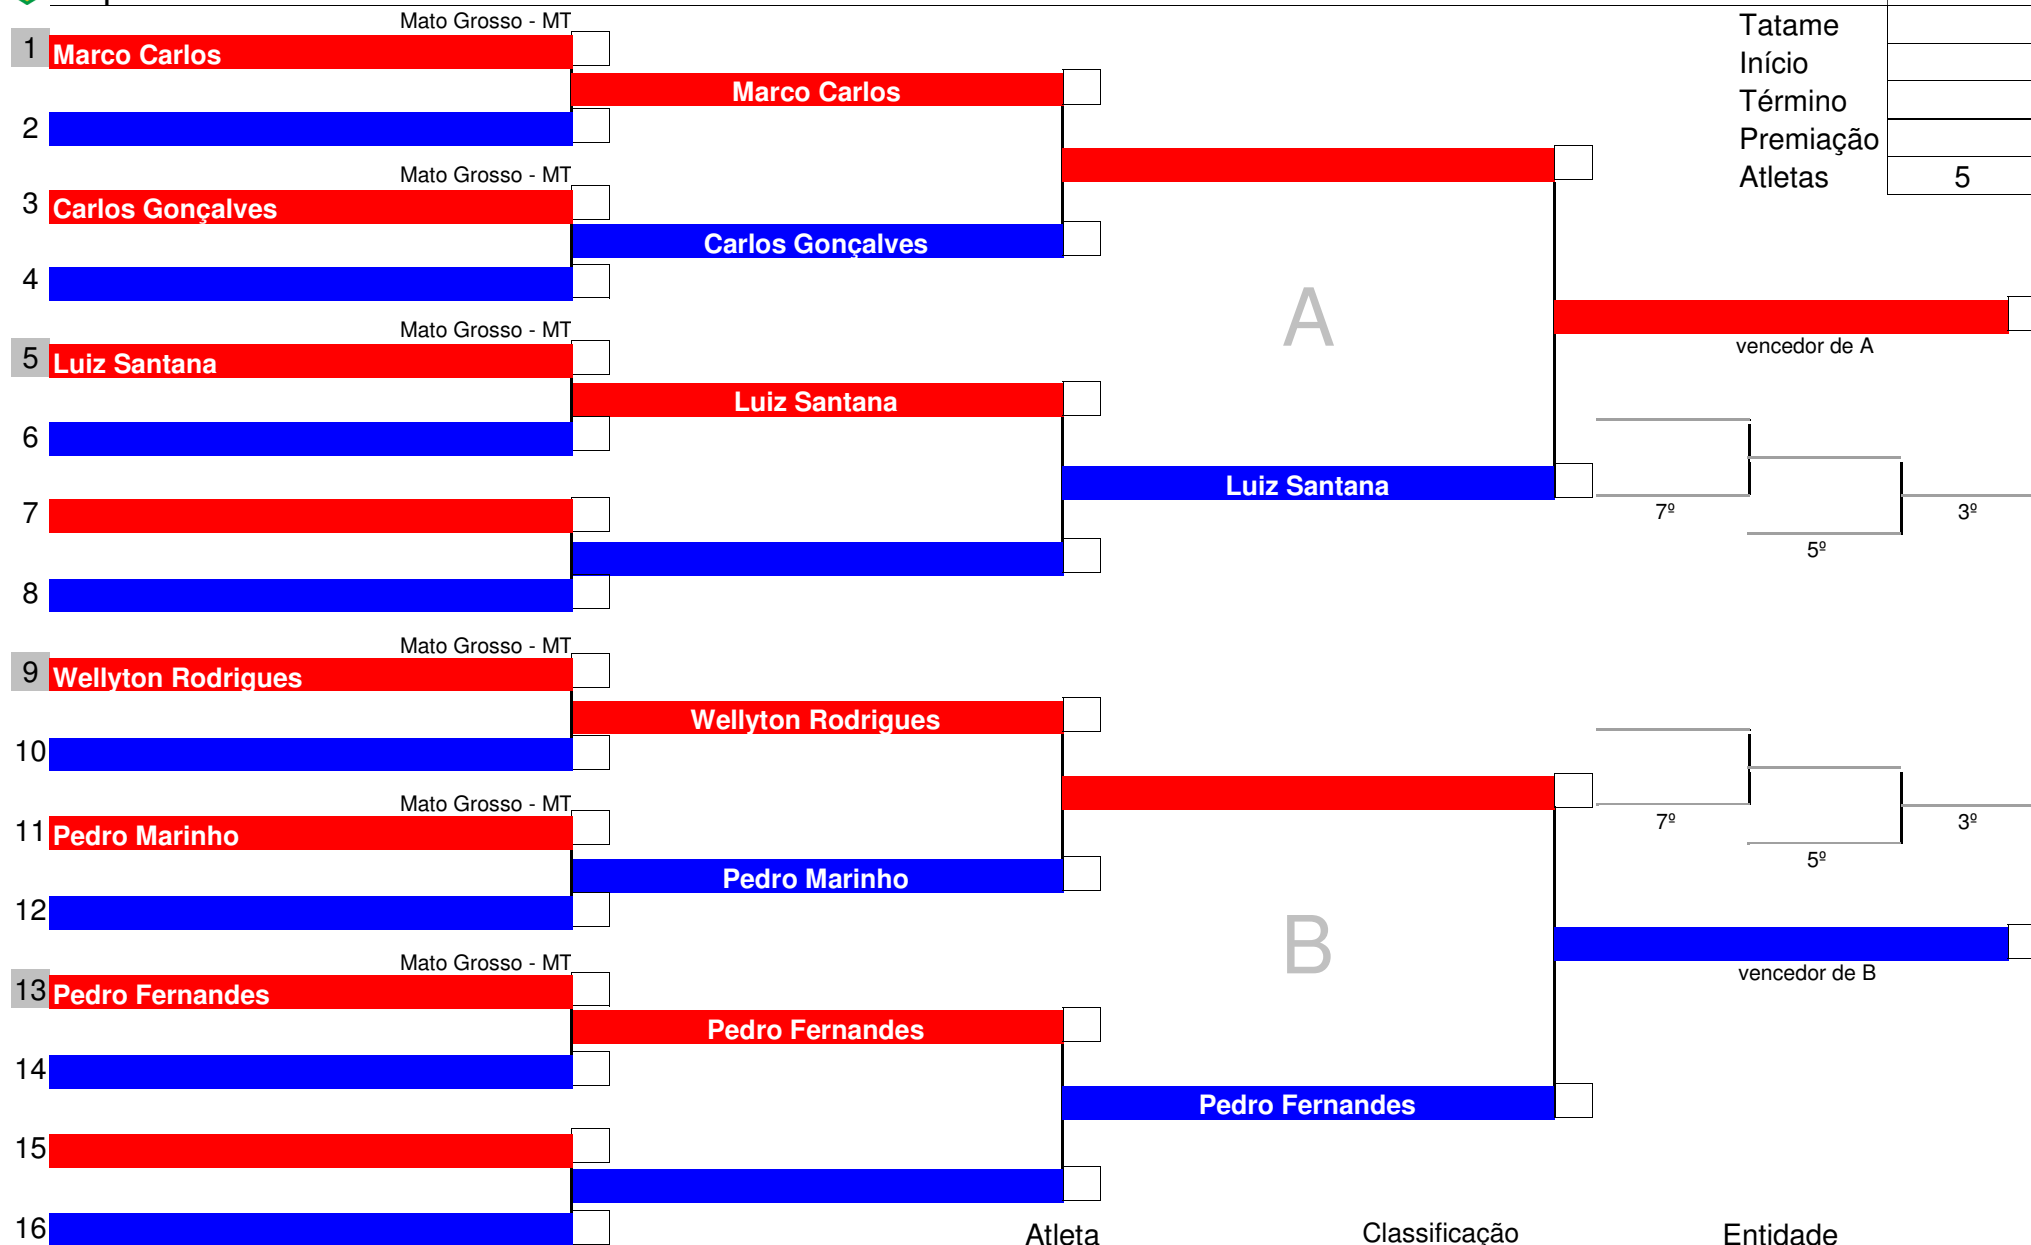 Mato Grosso - MT
Tatame
1 Marco Carlos
Marco Carlos
Início
Término
2
Premiação
Mato Grosso - MT
Atletas 5
3 Carlos Gonçalves
Carlos Gonçalves
4
A
Mato Grosso - MT
vencedor de A
5 Luiz Santana
Luiz Santana
6
Luiz Santana
7
7º
3º
5º
8
Mato Grosso - MT
9 Wellyton Rodrigues
Wellyton Rodrigues
10
Mato Grosso - MT
7º
3º
11 Pedro Marinho
5º
Pedro Marinho
12
B
Mato Grosso - MT
vencedor de B
13 Pedro Fernandes
Pedro Fernandes
14
Pedro Fernandes
15
16
Atleta
Classificação
Entidade